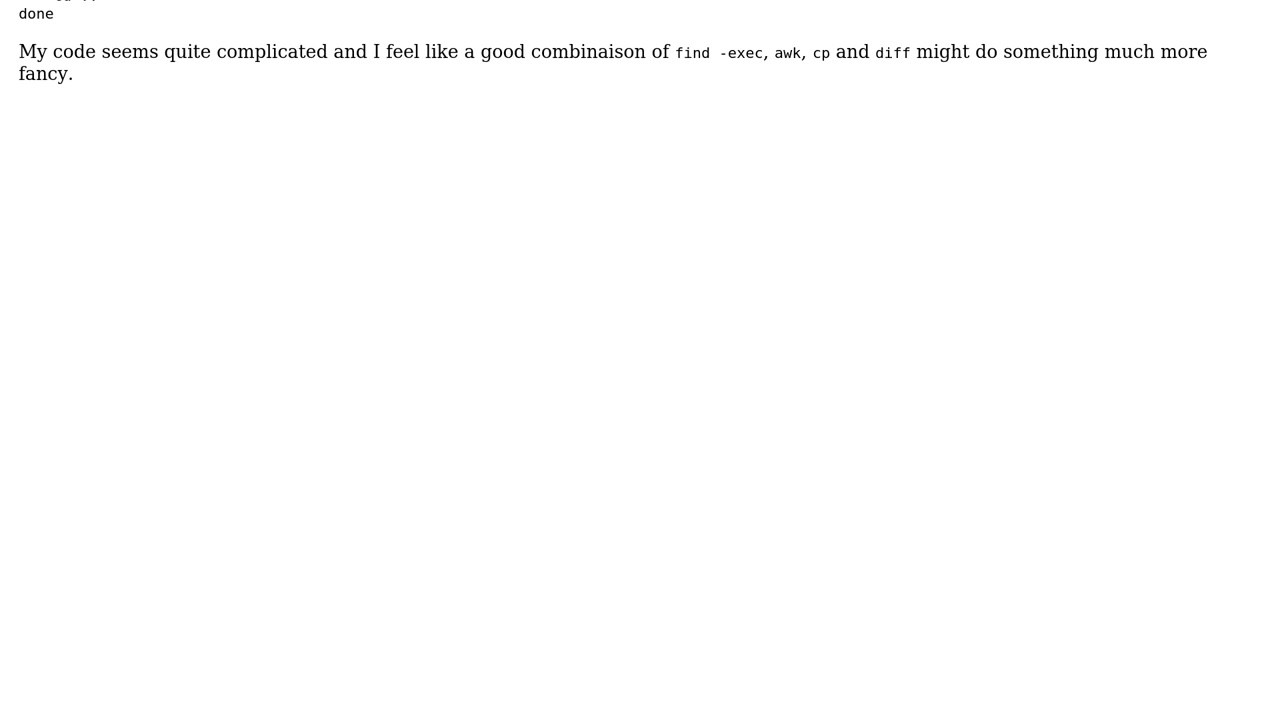 done
My code seems quite complicated and I feel like a good combinaison of find -exec, awk, cp and diff might do something much more
fancy.